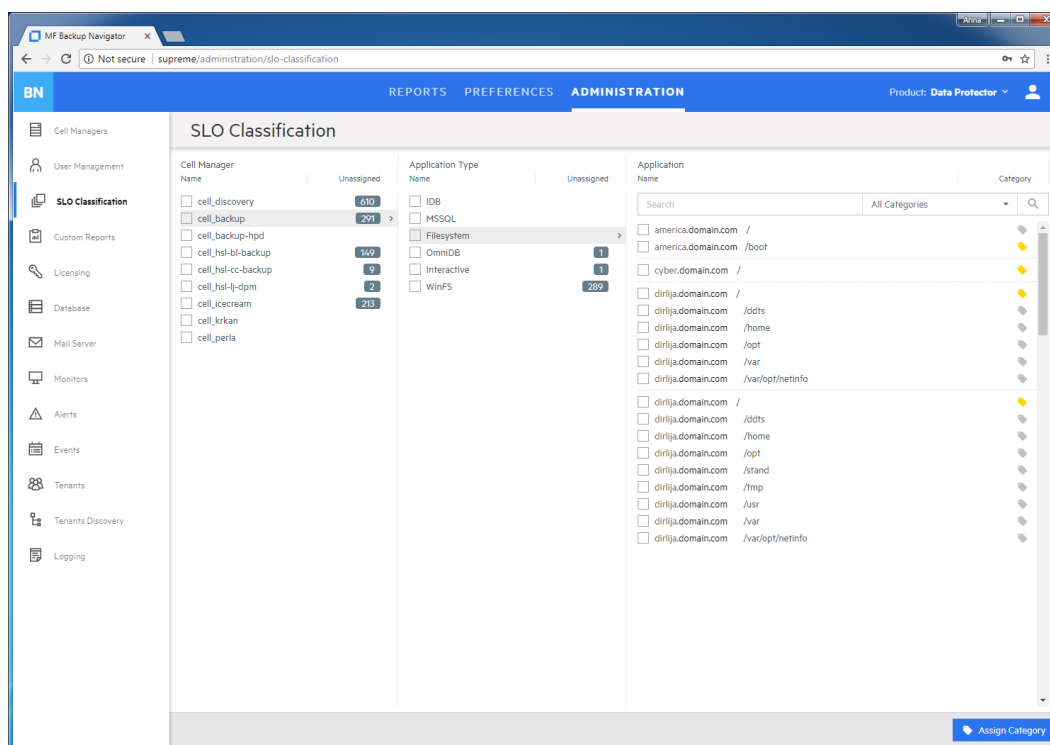 Anna
MF Backup Navigator
Not secure supreme/administration/slo-classification
BN REPORTS PREFERENCES ADMINISTRATION Product: Data Protector
Cell Managers
User Management
SLO Classification
Custom Reports
Licensing
Database
Mail Server
Monitors
Alerts
Events
Tenants
Tenants Discovery
Logging
SLO Classification
Cell Manager
Name Unassigned
cell_discovery 610
cell_backup 291
cell_backup-hpd
cell_hsl-bl-backup 149
cell_hsl-cc-backup 9
cell_hsl-lj-dpm 2
cell_icecream 213
cell_krkan
cell_perla
Application Type
Name Unassigned
IDB
MSSQL
Filesystem
OmniDB 1
Interactive 1
WinFS 289
Application
Name Category
Search All Categories
america.domain.com /
america.domain.com /boot
cyber.domain.com /
dirlija.domain.com /
dirlija.domain.com /ddts
dirlija.domain.com /home
dirlija.domain.com /opt
dirlija.domain.com /var
dirlija.domain.com /var/opt/netinfo
dirlija.domain.com /
dirlija.domain.com /ddts
dirlija.domain.com /home
dirlija.domain.com /opt
dirlija.domain.com /stand
dirlija.domain.com /tmp
dirlija.domain.com /usr
dirlija.domain.com /var
dirlija.domain.com /var/opt/netinfo
Assign Category